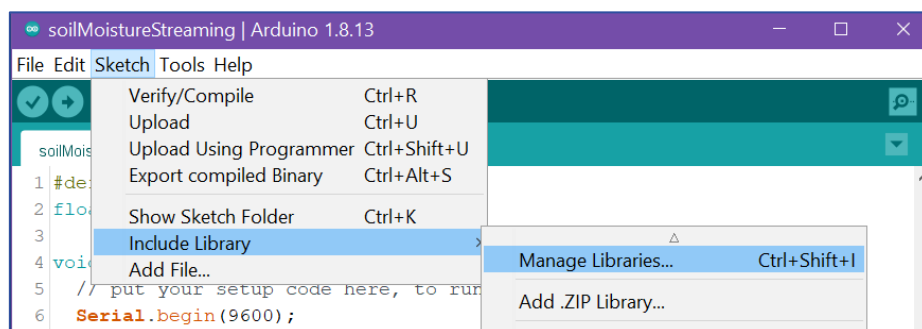 soilMoistureStreaming | Arduino 1.8.13
File Edit Sketch Tools Help
Verify/Compile Ctrl+R
Upload Ctrl+U
Upload Using Programmer Ctrl+Shift+U
Export compiled Binary Ctrl+Alt+S
Show Sketch Folder Ctrl+K
Include Library
Add File...
Manage Libraries... Ctrl+Shift+I
Add .ZIP Library...
soilMois
1 #de
2 floa
3
4 voi
5 // put your setup code here, to run
6 Serial.begin(9600);